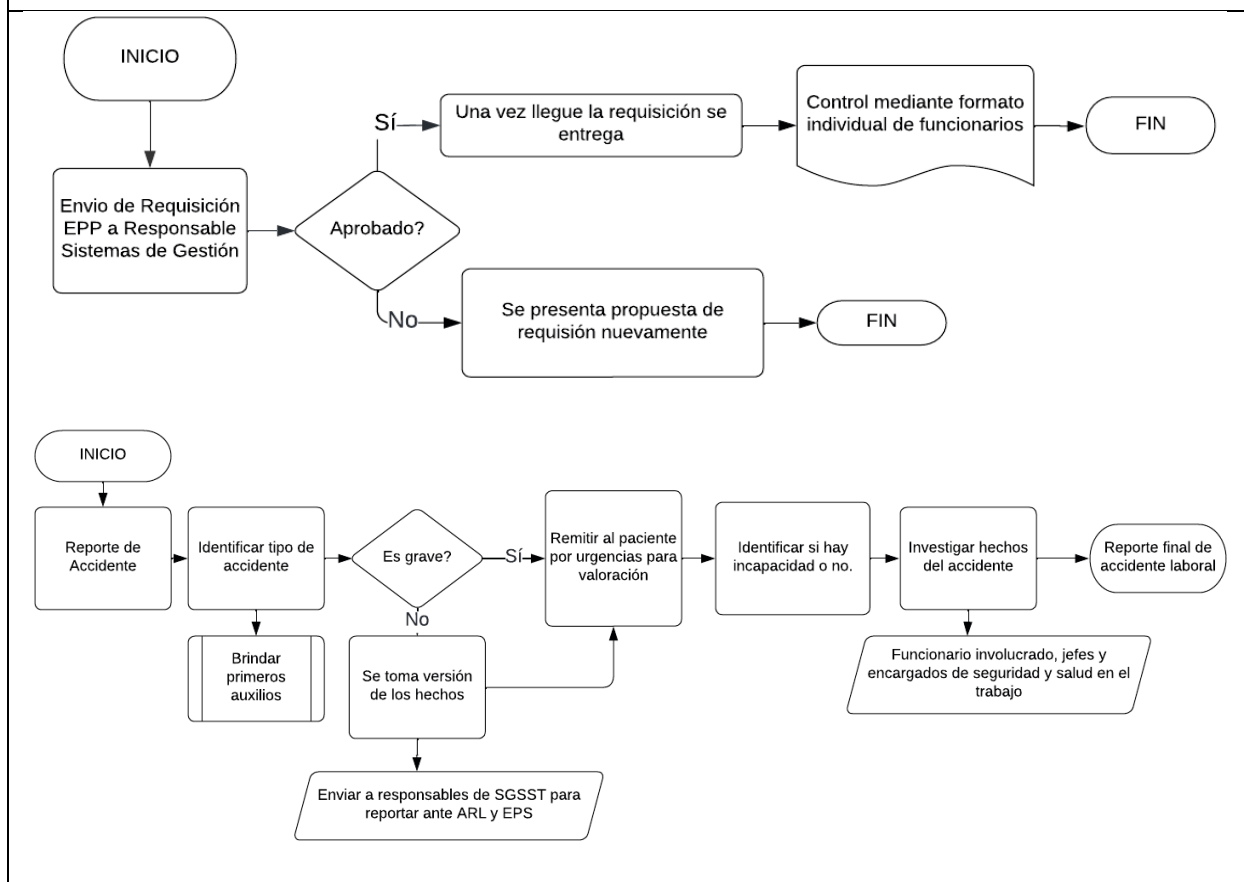 INICIO
Envio de Requisición
EPP a Responsable
Sistemas de Gestión
Aprobado?
Sí
Una vez llegue la requisición se
entrega
Control mediante formato
individual de funcionarios
FIN
No
Se presenta propuesta de
requisión nuevamente
FIN
INICIO
Reporte de
Accidente
Identificar tipo de
accidente
Brindar
primeros
auxilios
Es grave?
Sí
No
Se toma versión
de los hechos
Enviar a responsables de SGSST para
reportar ante ARL y EPS
Remitir al paciente
por urgencias para
valoración
Identificar si hay
incapacidad o no.
Investigar hechos
del accidente
Funcionario involucrado, jefes y
encargados de seguridad y salud en el
trabajo
Reporte final de
accidente laboral